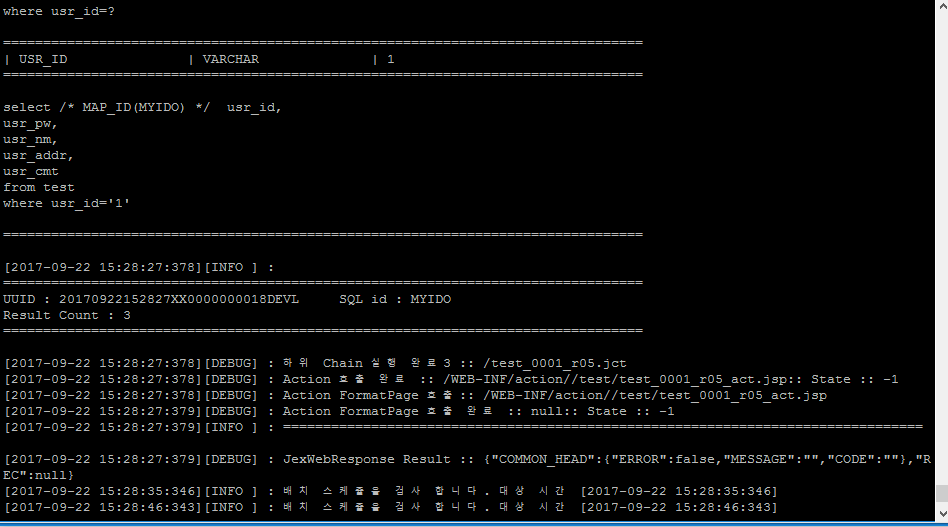 where usr_id=?
================================================================================
| USR_ID               | VARCHAR              | 1
================================================================================
select /* MAP_ID(MYIDO) */  usr_id,
usr_pw,
usr_nm,
usr_addr,
usr_cmt
from test
where usr_id='1'
================================================================================
[2017-09-22 15:28:27:378][INFO ] :
================================================================================
UUID : 20170922152827XX0000000018DEVL     SQL id : MYIDO
Result Count : 3
================================================================================
[2017-09-22 15:28:27:378][DEBUG] : 하위 Chain 실행 완료 3 :: /test_0001_r05.jct
[2017-09-22 15:28:27:378][DEBUG] : Action 호출 완료 :: /WEB-INF/action//test/test_0001_r05_act.jsp:: State :: -1
[2017-09-22 15:28:27:378][DEBUG] : Action FormatPage 호출 :: /WEB-INF/action//test/test_0001_r05_act.jsp
[2017-09-22 15:28:27:379][DEBUG] : Action FormatPage 호출 완료 :: null:: State :: -1
[2017-09-22 15:28:27:379][INFO ] : ================================================================================
[2017-09-22 15:28:27:379][DEBUG] : JexWebResponse Result :: {"COMMON_HEAD":{"ERROR":false,"MESSAGE":"","CODE":""},"R
EC":null}
[2017-09-22 15:28:35:346][INFO ] : 배치 스케쥴을 검사 합니다.대상 시간 [2017-09-22 15:28:35:346]
[2017-09-22 15:28:46:343][INFO ] : 배치 스케쥴을 검사 합니다.대상 시간 [2017-09-22 15:28:46:343]